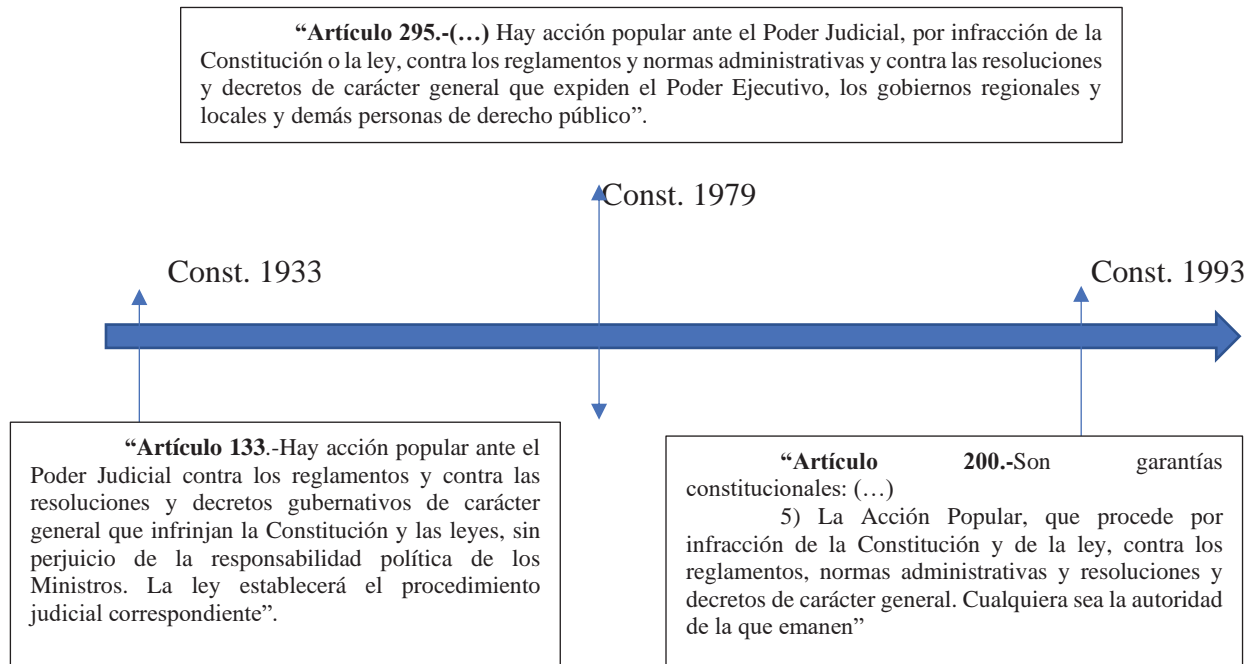 “Artículo 295.-(…) Hay acción popular ante el Poder Judicial, por infracción de la
Constitución o la ley, contra los reglamentos y normas administrativas y contra las resoluciones
y decretos de carácter general que expiden el Poder Ejecutivo, los gobiernos regionales y
locales y demás personas de derecho público”.
Const. 1979
Const. 1933
Const. 1993
“Artículo 133.-Hay acción popular ante el
Poder Judicial contra los reglamentos y contra las
resoluciones y decretos gubernativos de carácter
general que infrinjan la Constitución y las leyes, sin
perjuicio de la responsabilidad política de los
Ministros. La ley establecerá el procedimiento
judicial correspondiente”.
“Artículo 200.-Son garantías
constitucionales: (…)
5) La Acción Popular, que procede por
infracción de la Constitución y de la ley, contra los
reglamentos, normas administrativas y resoluciones y
decretos de carácter general. Cualquiera sea la autoridad
de la que emanen”